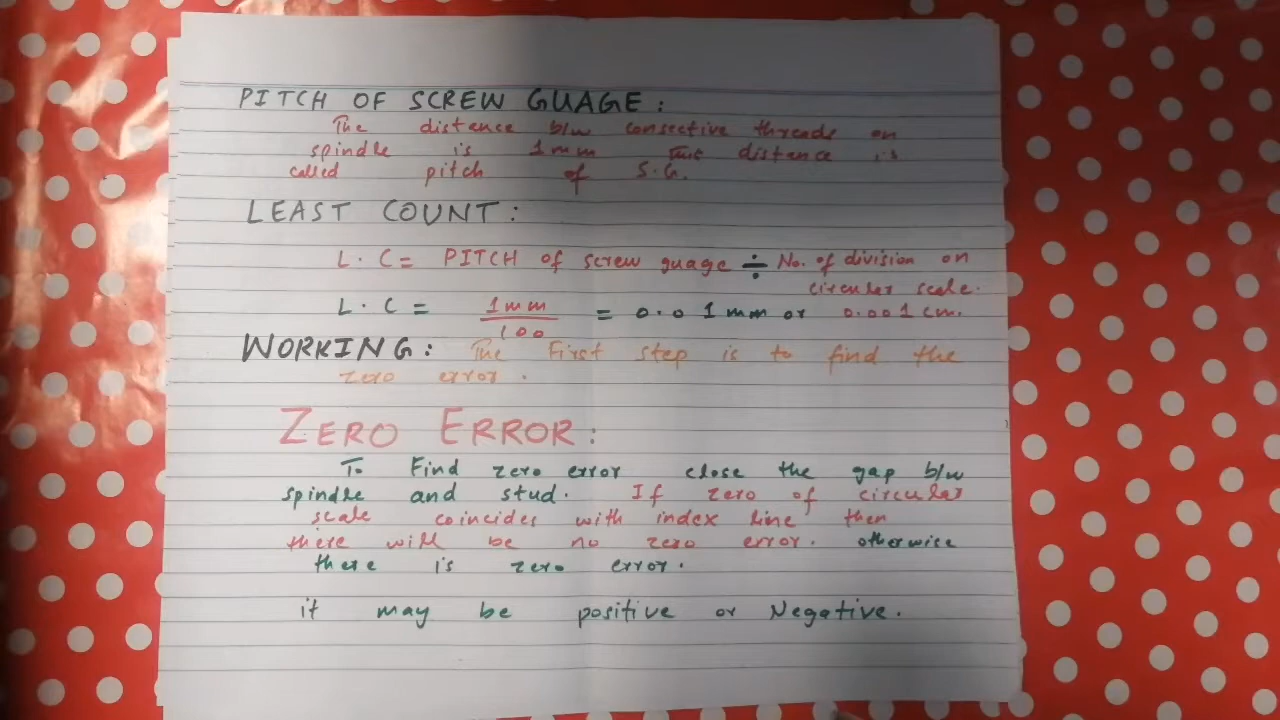 PITCH OF SCREW GUAGE:
The distance b/w consective threads on
spindle is 1mm This distance is
called pitch of S.G.
LEAST COUNT:
L.C = PITCH of screw guage ÷ No. of division on
circular scale.
L.C = 1mm/100 = 0.01mm or 0.001cm.
WORKING: The First step is to find the
zero error.
ZERO ERROR:
To Find zero error close the gap b/w
spindle and stud. If zero of circular
scale coincides with index line then
there will be no zero error. otherwise
there is zero error.
it may be positive or Negative.